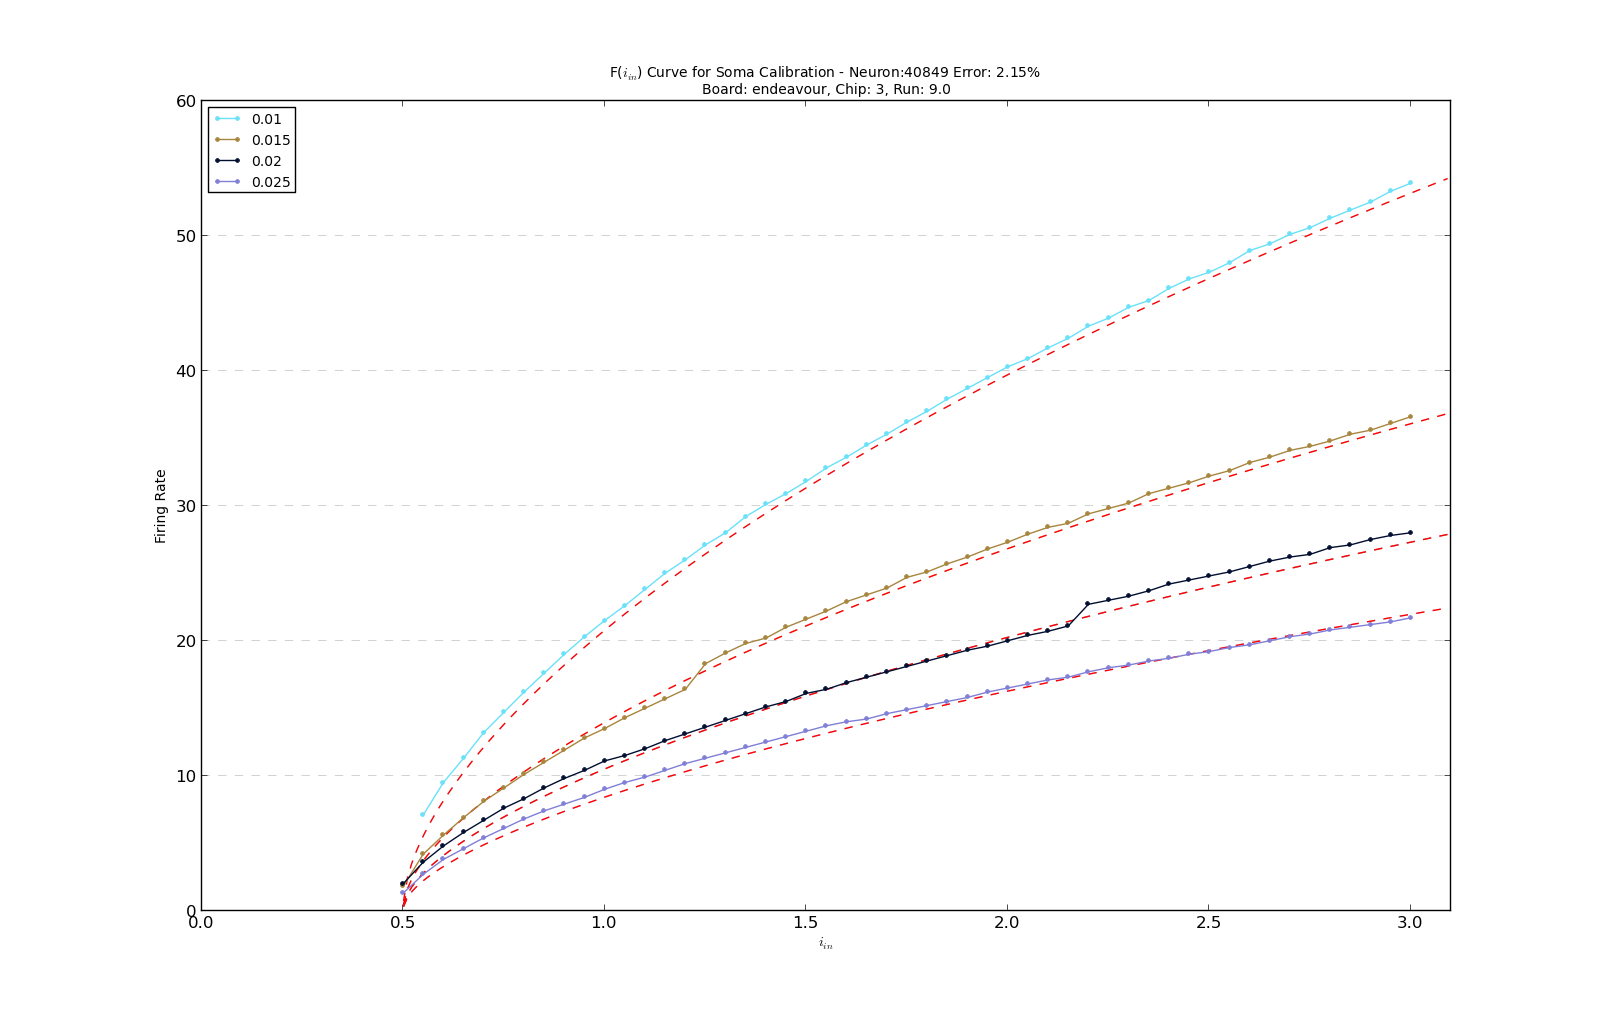 F(i_in) Curve for Soma Calibration - Neuron:40849 Error: 2.15%
Board: endeavour, Chip: 3, Run: 9.0
60
50
40
30
20
10
0
0.01
0.015
0.02
0.025
Firing Rate
0.0 0.5 1.0 1.5 2.0 2.5 3.0
i_in